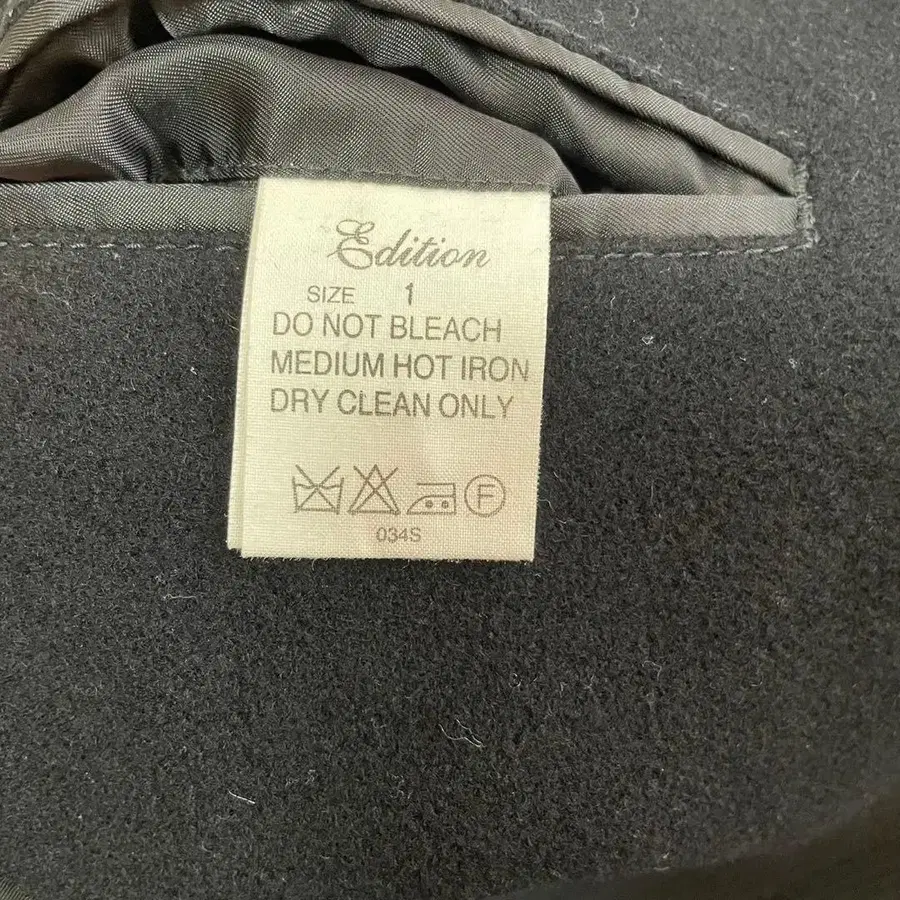 Edition
SIZE 1
DO NOT BLEACH
MEDIUM HOT IRON
DRY CLEAN ONLY
F
034S